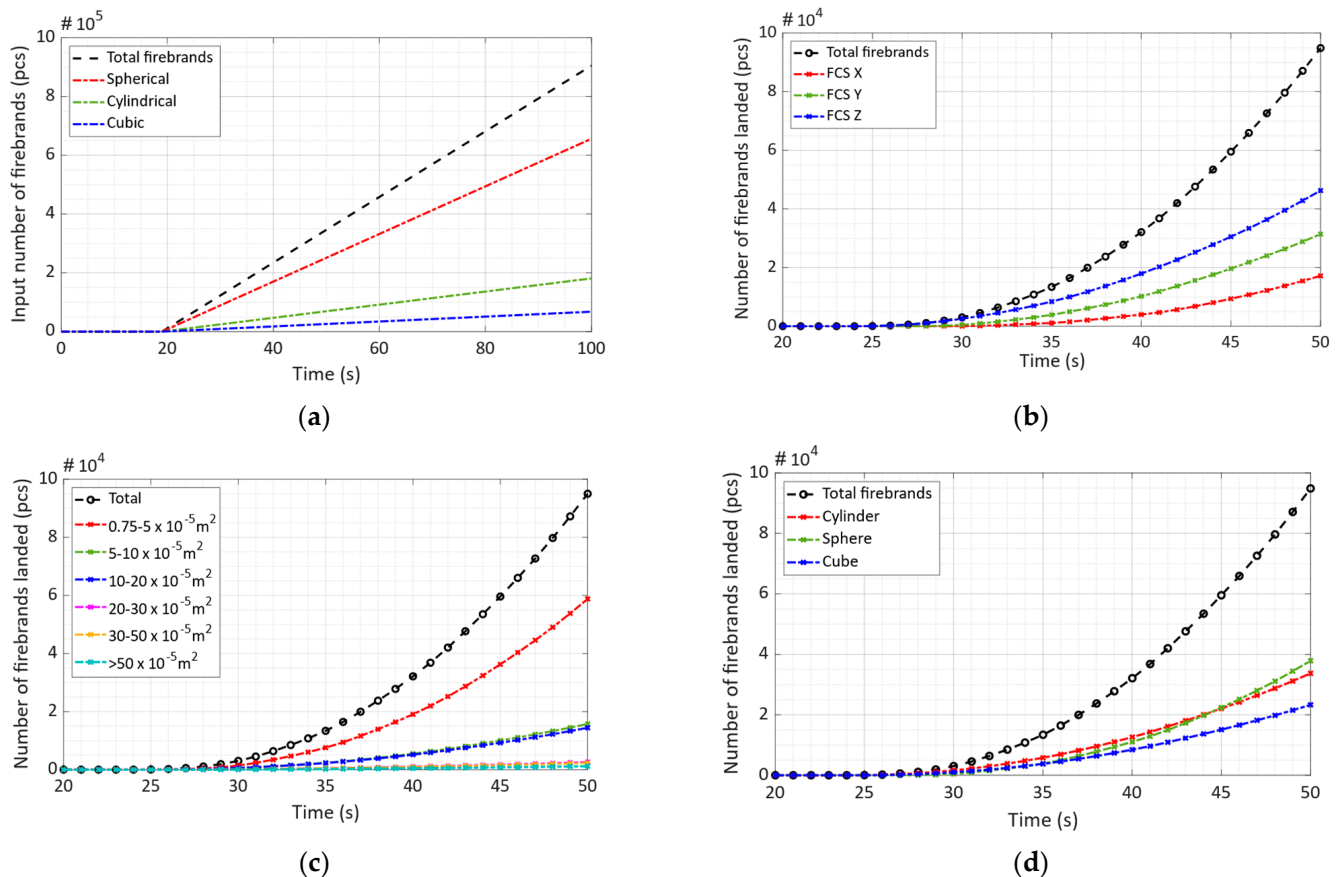 # 10^5
Input number of firebrands (pcs)
10
8
6
4
2
0
Total firebrands
Spherical
Cylindrical
Cubic
0 20 40 60 80 100
Time (s)
(a)
# 10^4
Number of firebrands landed (pcs)
10
8
6
4
2
0
Total firebrands
FCS X
FCS Y
FCS Z
20 25 30 35 40 45 50
Time (s)
(b)
# 10^4
Number of firebrands landed (pcs)
10
8
6
4
2
0
Total
0.75-5 x 10^-5 m^2
5-10 x 10^-5 m^2
10-20 x 10^-5 m^2
20-30 x 10^-5 m^2
30-50 x 10^-5 m^2
>50 x 10^-5 m^2
20 25 30 35 40 45 50
Time (s)
(c)
# 10^4
Number of firebrands landed (pcs)
10
8
6
4
2
0
Total firebrands
Cylinder
Sphere
Cube
20 25 30 35 40 45 50
Time (s)
(d)